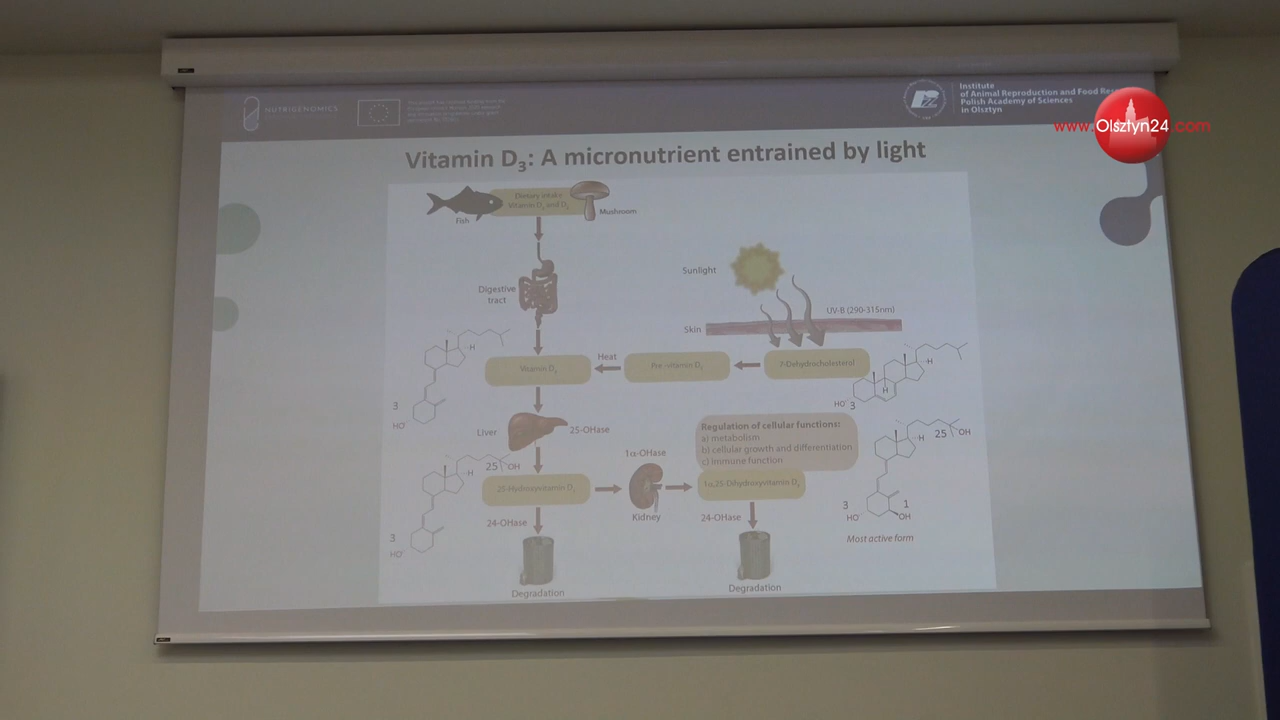 NUTRIGENOMICS
Institute
of Animal Reproduction and Food
Polish Academy of Sciences
in Olsztyn
www.Olsztyn24.com
Vitamin D3: A micronutrient entrained by light
Dietary intake
Vitamin D3 and D2
Fish
Mushroom
Digestive
tract
Sunlight
UV-B (290-315nm)
Skin
Vitamin D3
Heat
Pre-vitamin D3
7-Dehydrocholesterol
H
3
HO
H
H
HO 3
Liver
25-OHase
Regulation of cellular functions:
a) metabolism
b) cellular growth and differentiation
c) immune function
25 OH
H
3
HO
25-Hydroxyvitamin D3
1α-OHase
Kidney
1α,25-Dihydroxyvitamin D3
25 OH
H
3
HO
1
OH
Most active form
24-OHase
Degradation
24-OHase
Degradation